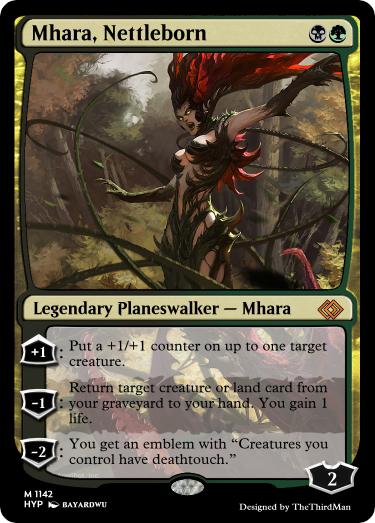 Mhara, Nettleborn
Legendary Planeswalker — Mhara
+1: Put a +1/+1 counter on up to one target
creature.
Return target creature or land card from
-1: your graveyard to your hand. You gain 1
life.
-2: You get an emblem with “Creatures you
control have deathtouch.”
2
M 1142
HYP BAYARDWU
Designed by TheThirdMan